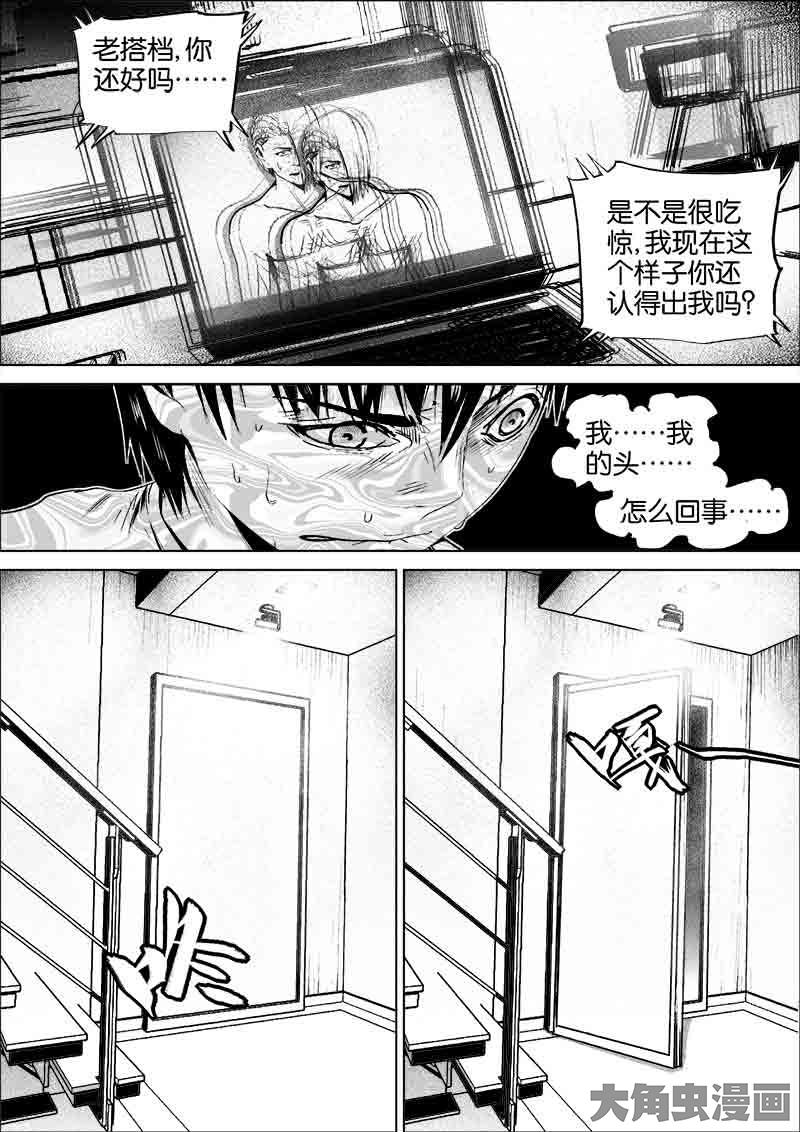 老搭档,你
还好吗……
是不是很吃
惊,我现在这
个样子你还
认得出我吗?
我……我
的头……
怎么回事……
咔
嘎
大角虫漫画